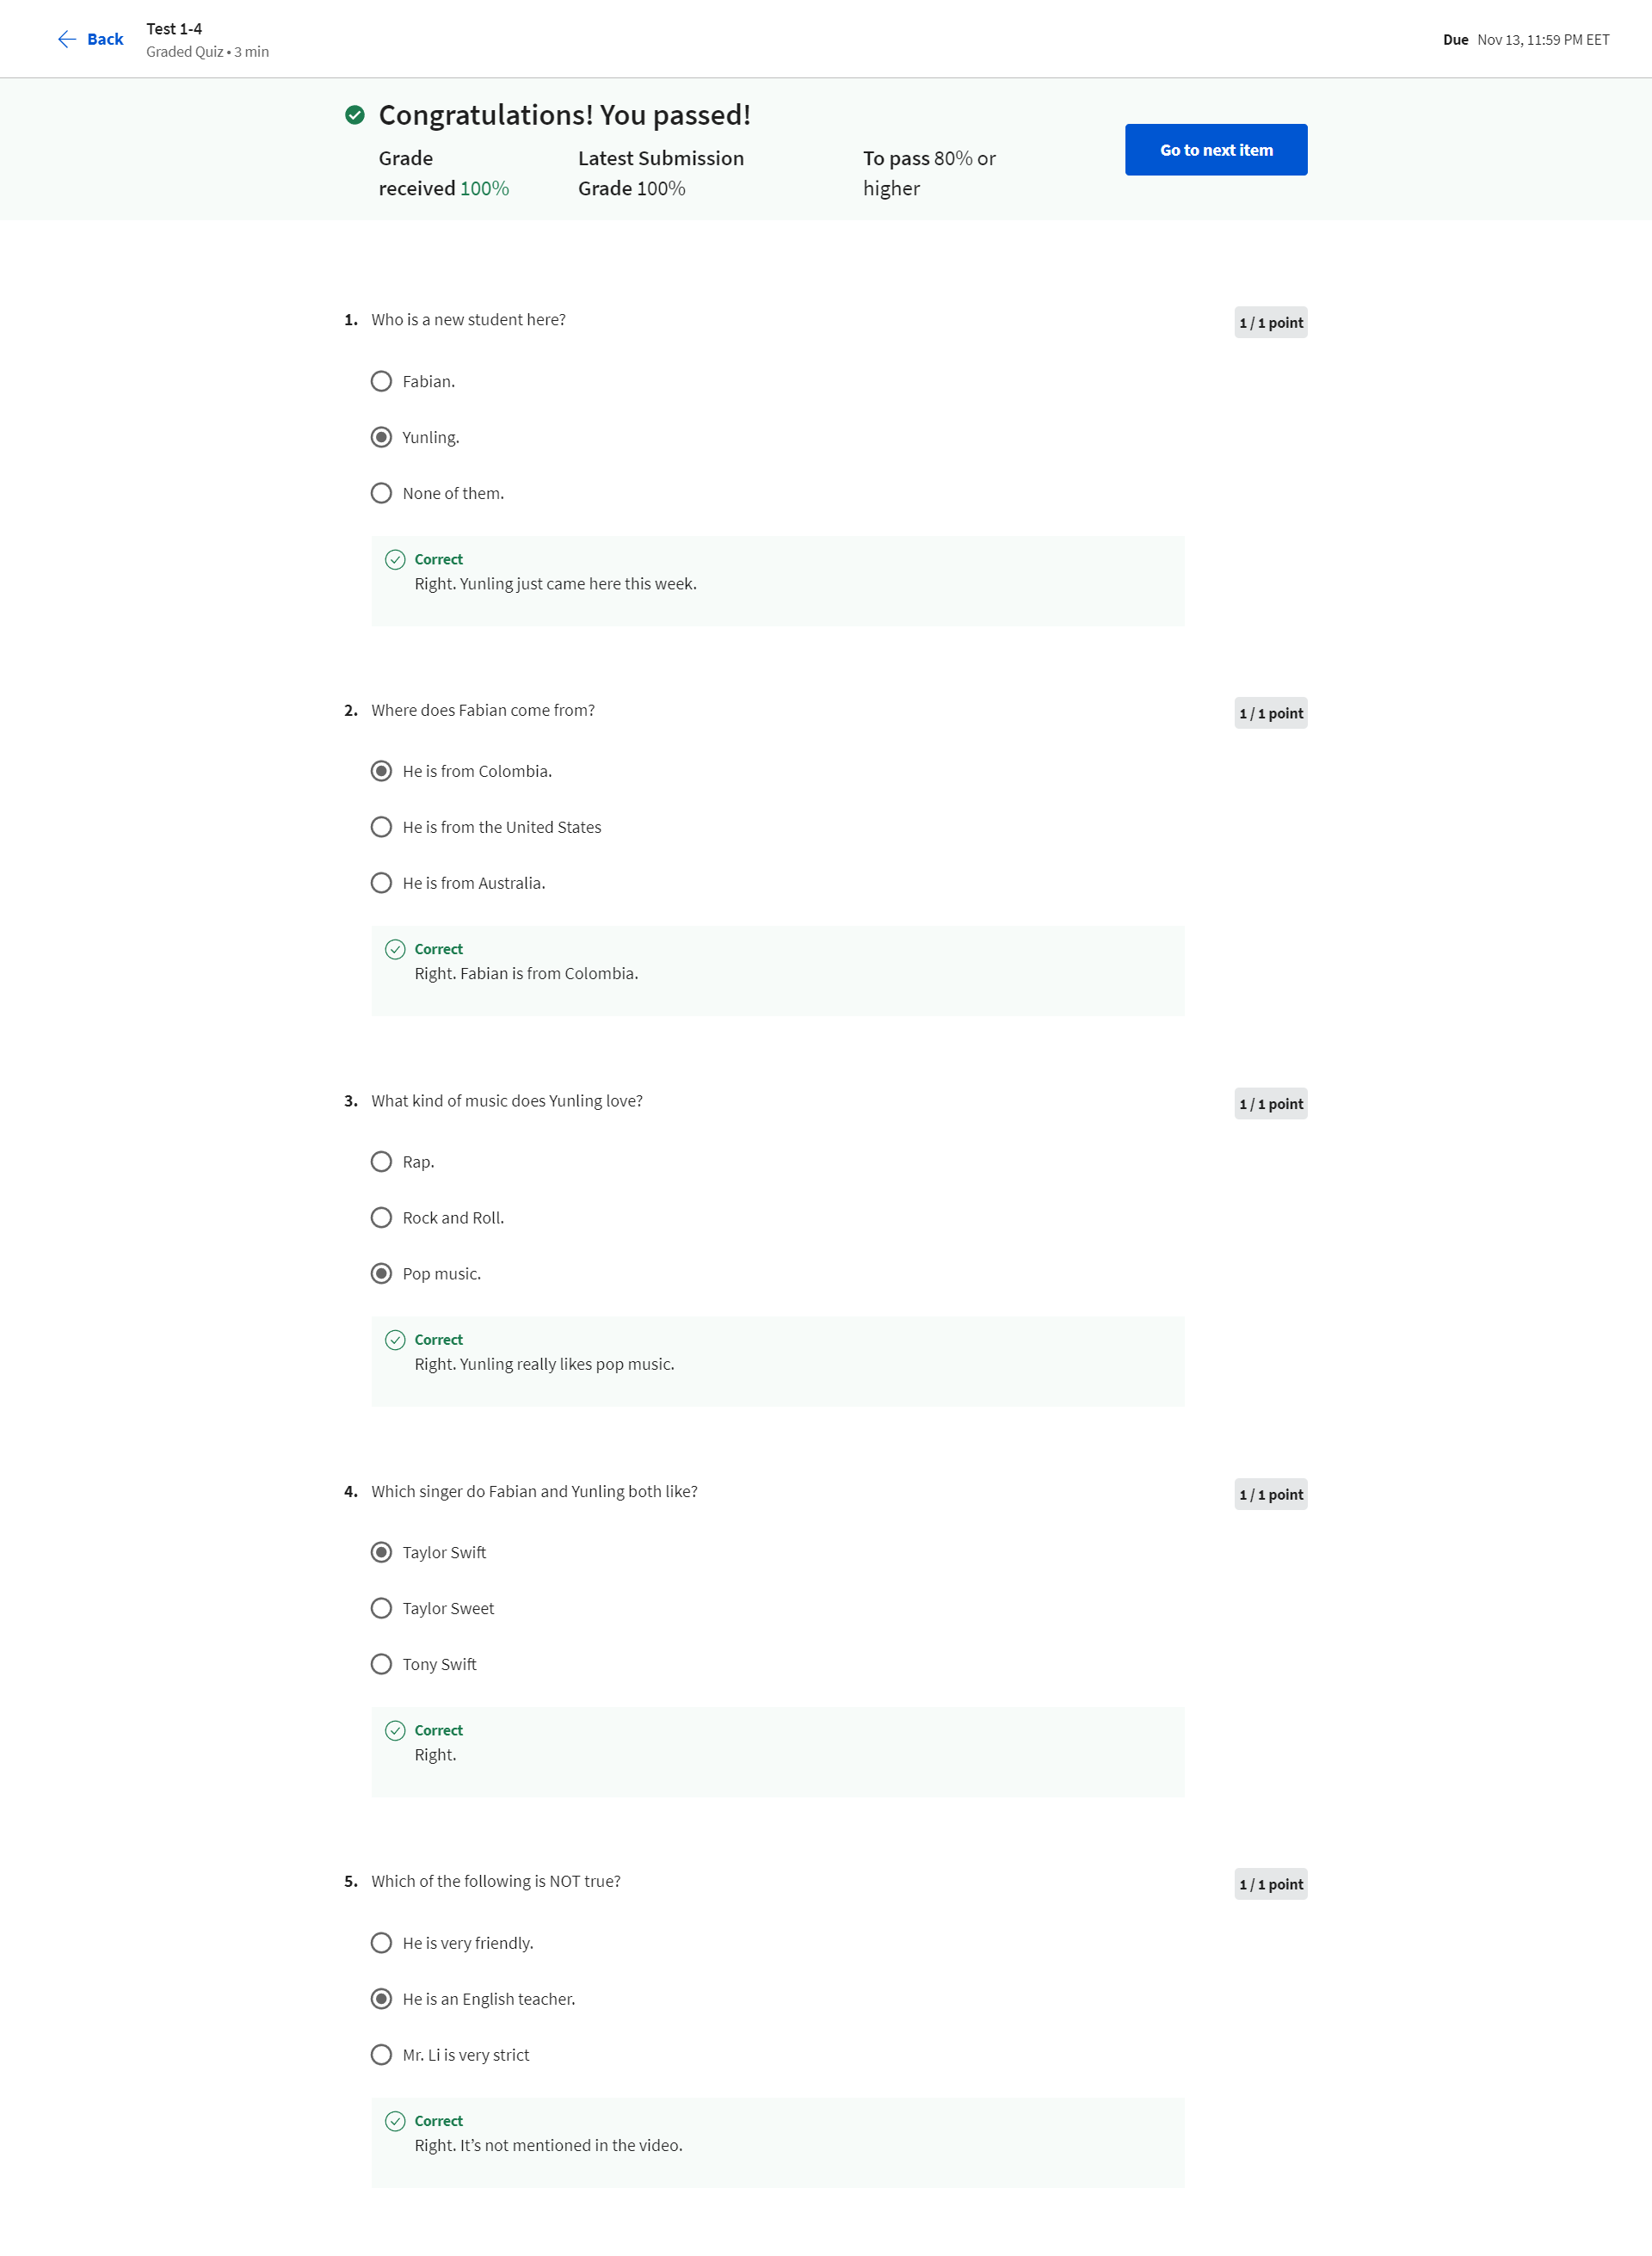 Back
Test 1-4
Graded Quiz • 3 min
Due Nov 13, 11:59 PM EET
Congratulations! You passed!
Grade received 100%
Latest Submission Grade 100%
To pass 80% or higher
Go to next item
1. Who is a new student here?
1 / 1 point
Fabian.
Yunling.
None of them.
Correct
Right. Yunling just came here this week.
2. Where does Fabian come from?
1 / 1 point
He is from Colombia.
He is from the United States
He is from Australia.
Correct
Right. Fabian is from Colombia.
3. What kind of music does Yunling love?
1 / 1 point
Rap.
Rock and Roll.
Pop music.
Correct
Right. Yunling really likes pop music.
4. Which singer do Fabian and Yunling both like?
1 / 1 point
Taylor Swift
Taylor Sweet
Tony Swift
Correct
Right.
5. Which of the following is NOT true?
1 / 1 point
He is very friendly.
He is an English teacher.
Mr. Li is very strict
Correct
Right. It’s not mentioned in the video.